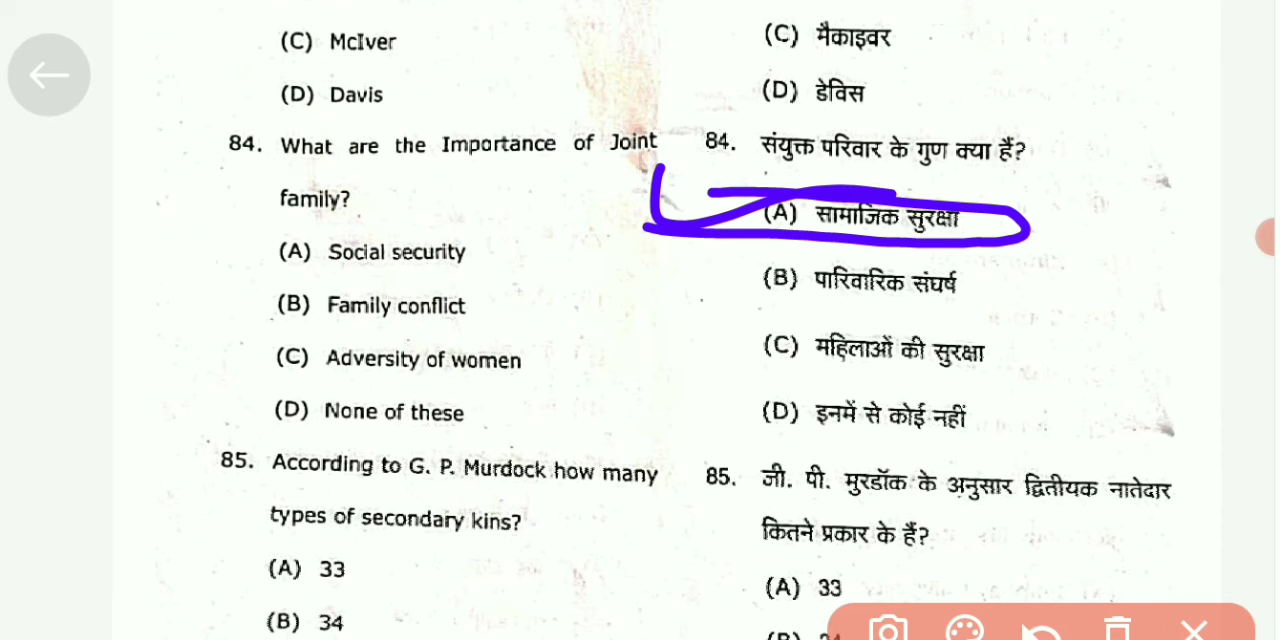 (C) McIver
(D) Davis
84. What are the Importance of Joint
family?
(A) Social security
(B) Family conflict
(C) Adversity of women
(D) None of these
85. According to G. P. Murdock how many
types of secondary kins?
(A) 33
(B) 34
(C) मैकाइवर
(D) डेविस
84. संयुक्त परिवार के गुण क्या हैं?
(A) सामाजिक सुरक्षा
(B) पारिवारिक संघर्ष
(C) महिलाओं की सुरक्षा
(D) इनमें से कोई नहीं
85. जी. पी. मुरडॉक के अनुसार द्वितीयक नातेदार
कितने प्रकार के हैं?
(A) 33